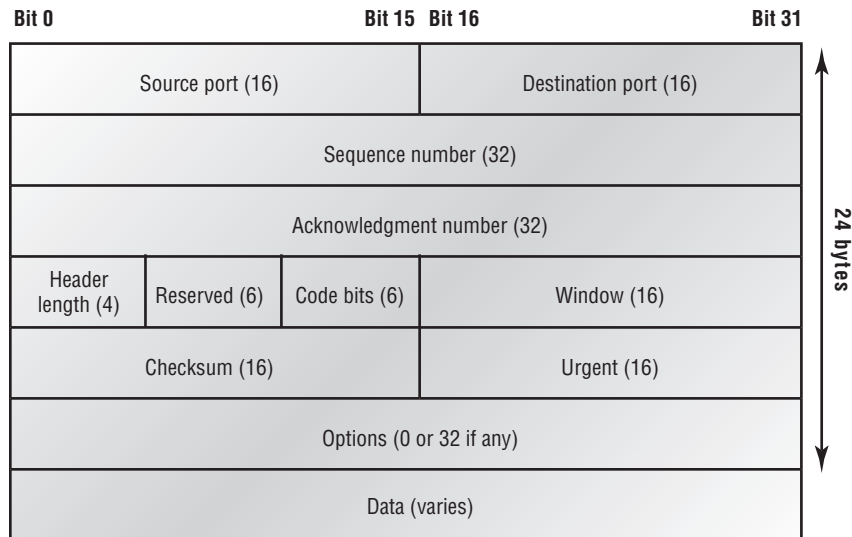 Bit 0 Bit 15 Bit 16 Bit 31
Source port (16) Destination port (16)
Sequence number (32)
Acknowledgment number (32)
Header
length (4) Reserved (6) Code bits (6) Window (16)
Checksum (16) Urgent (16)
Options (0 or 32 if any)
Data (varies)
24 bytes